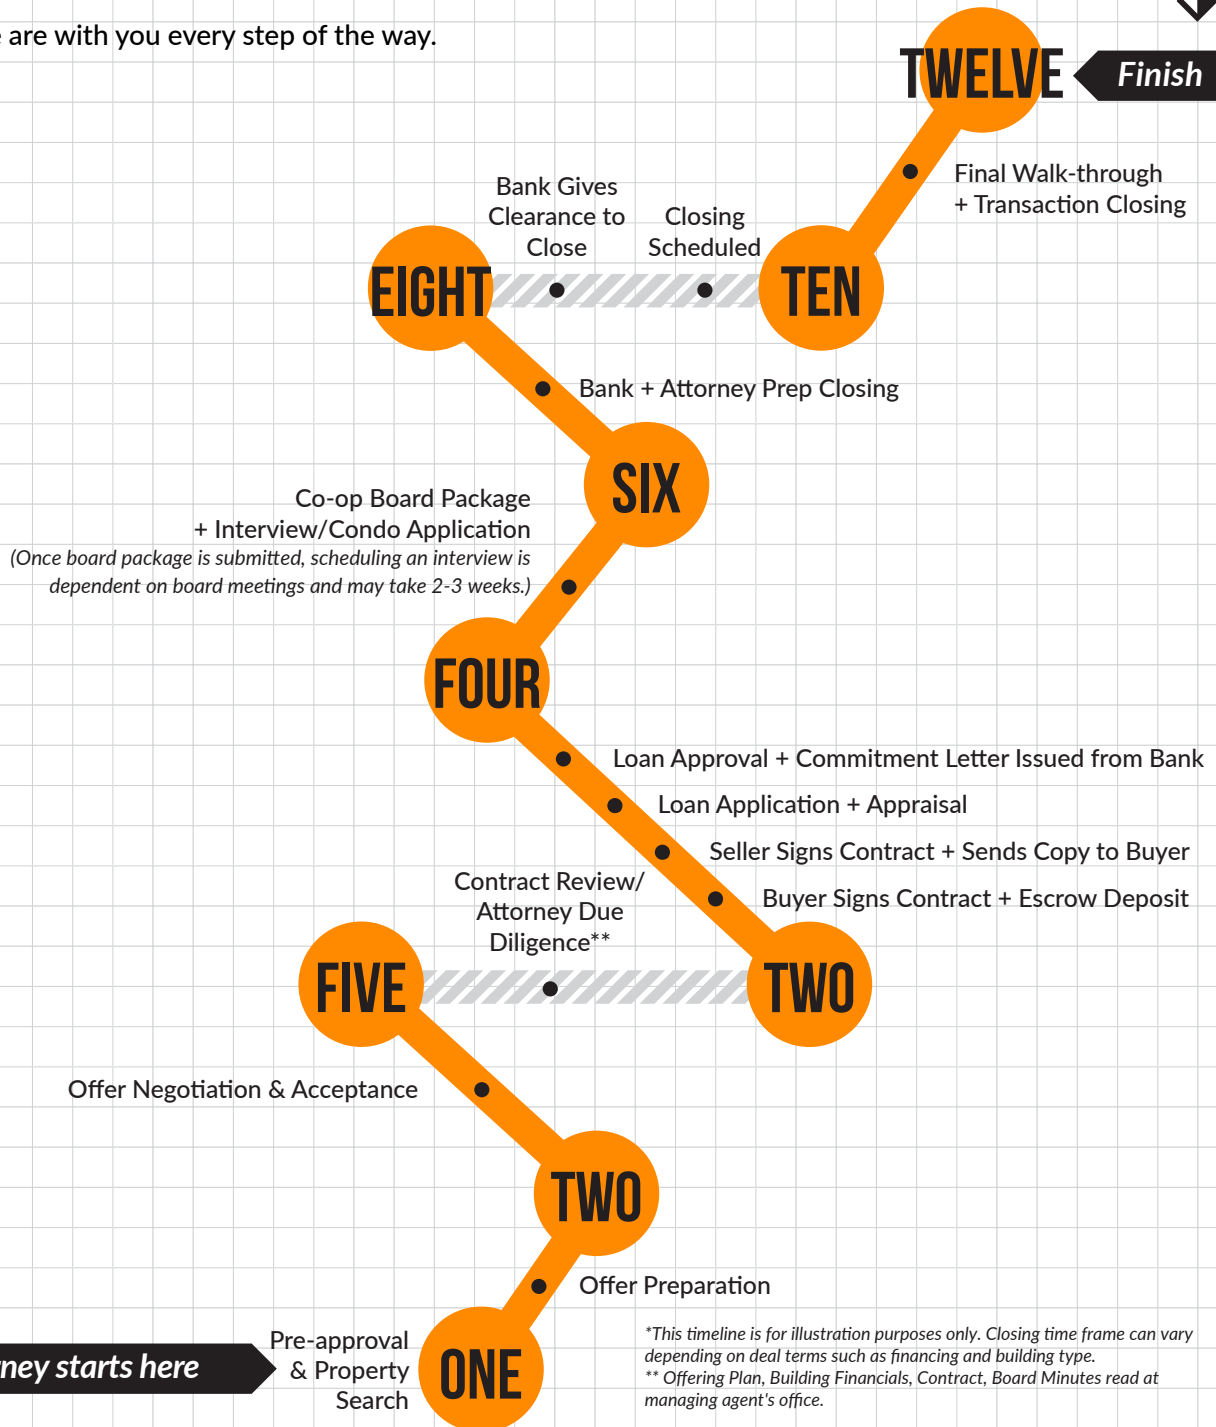 are with you every step of the way.
TWELVE
Finish
Final Walk-through
+ Transaction Closing
Bank Gives
Clearance to
Close
Closing
Scheduled
EIGHT
TEN
Bank + Attorney Prep Closing
SIX
Co-op Board Package
+ Interview/Condo Application
(Once board package is submitted, scheduling an interview is
dependent on board meetings and may take 2-3 weeks.)
FOUR
Loan Approval + Commitment Letter Issued from Bank
Loan Application + Appraisal
Seller Signs Contract + Sends Copy to Buyer
Buyer Signs Contract + Escrow Deposit
Contract Review/
Attorney Due
Diligence**
FIVE
TWO
Offer Negotiation & Acceptance
TWO
Offer Preparation
Pre-approval
& Property
Search
ONE
starts here
*This timeline is for illustration purposes only. Closing time frame can vary
depending on deal terms such as financing and building type.
** Offering Plan, Building Financials, Contract, Board Minutes read at
managing agent's office.